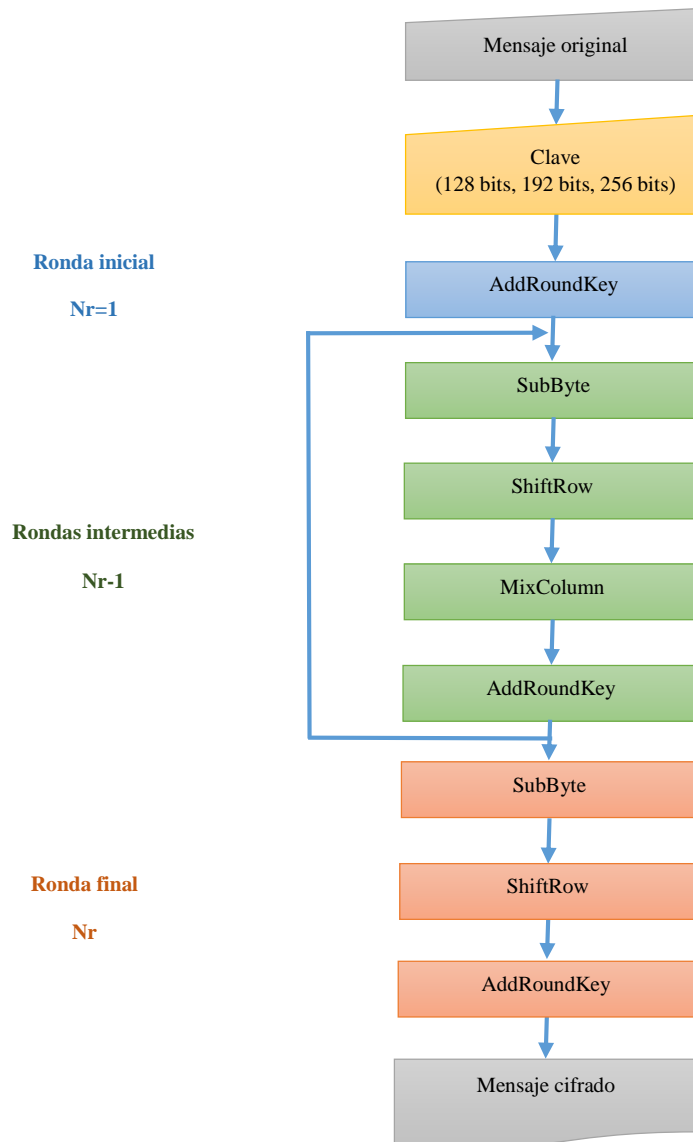 Mensaje original
Clave
(128 bits, 192 bits, 256 bits)
Ronda inicial
Nr=1
AddRoundKey
SubByte
ShiftRow
Rondas intermedias
Nr-1
MixColumn
AddRoundKey
SubByte
Ronda final
Nr
ShiftRow
AddRoundKey
Mensaje cifrado